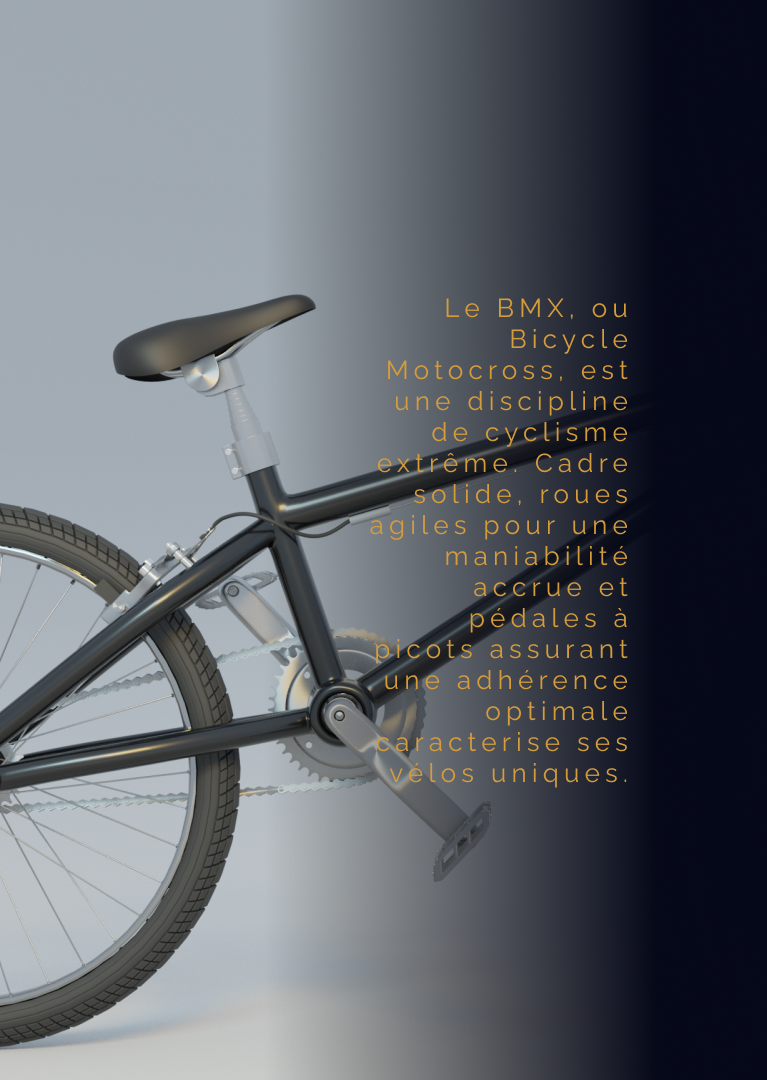 Le BMX, ou
Bicycle
Motocross, est
une discipline
de cyclisme
extrême. Cadre
solide, roues
agiles pour une
maniabilité
accrue et
pédales à
picots assurant
une adhérence
optimale
caracterise ses
vélos uniques.